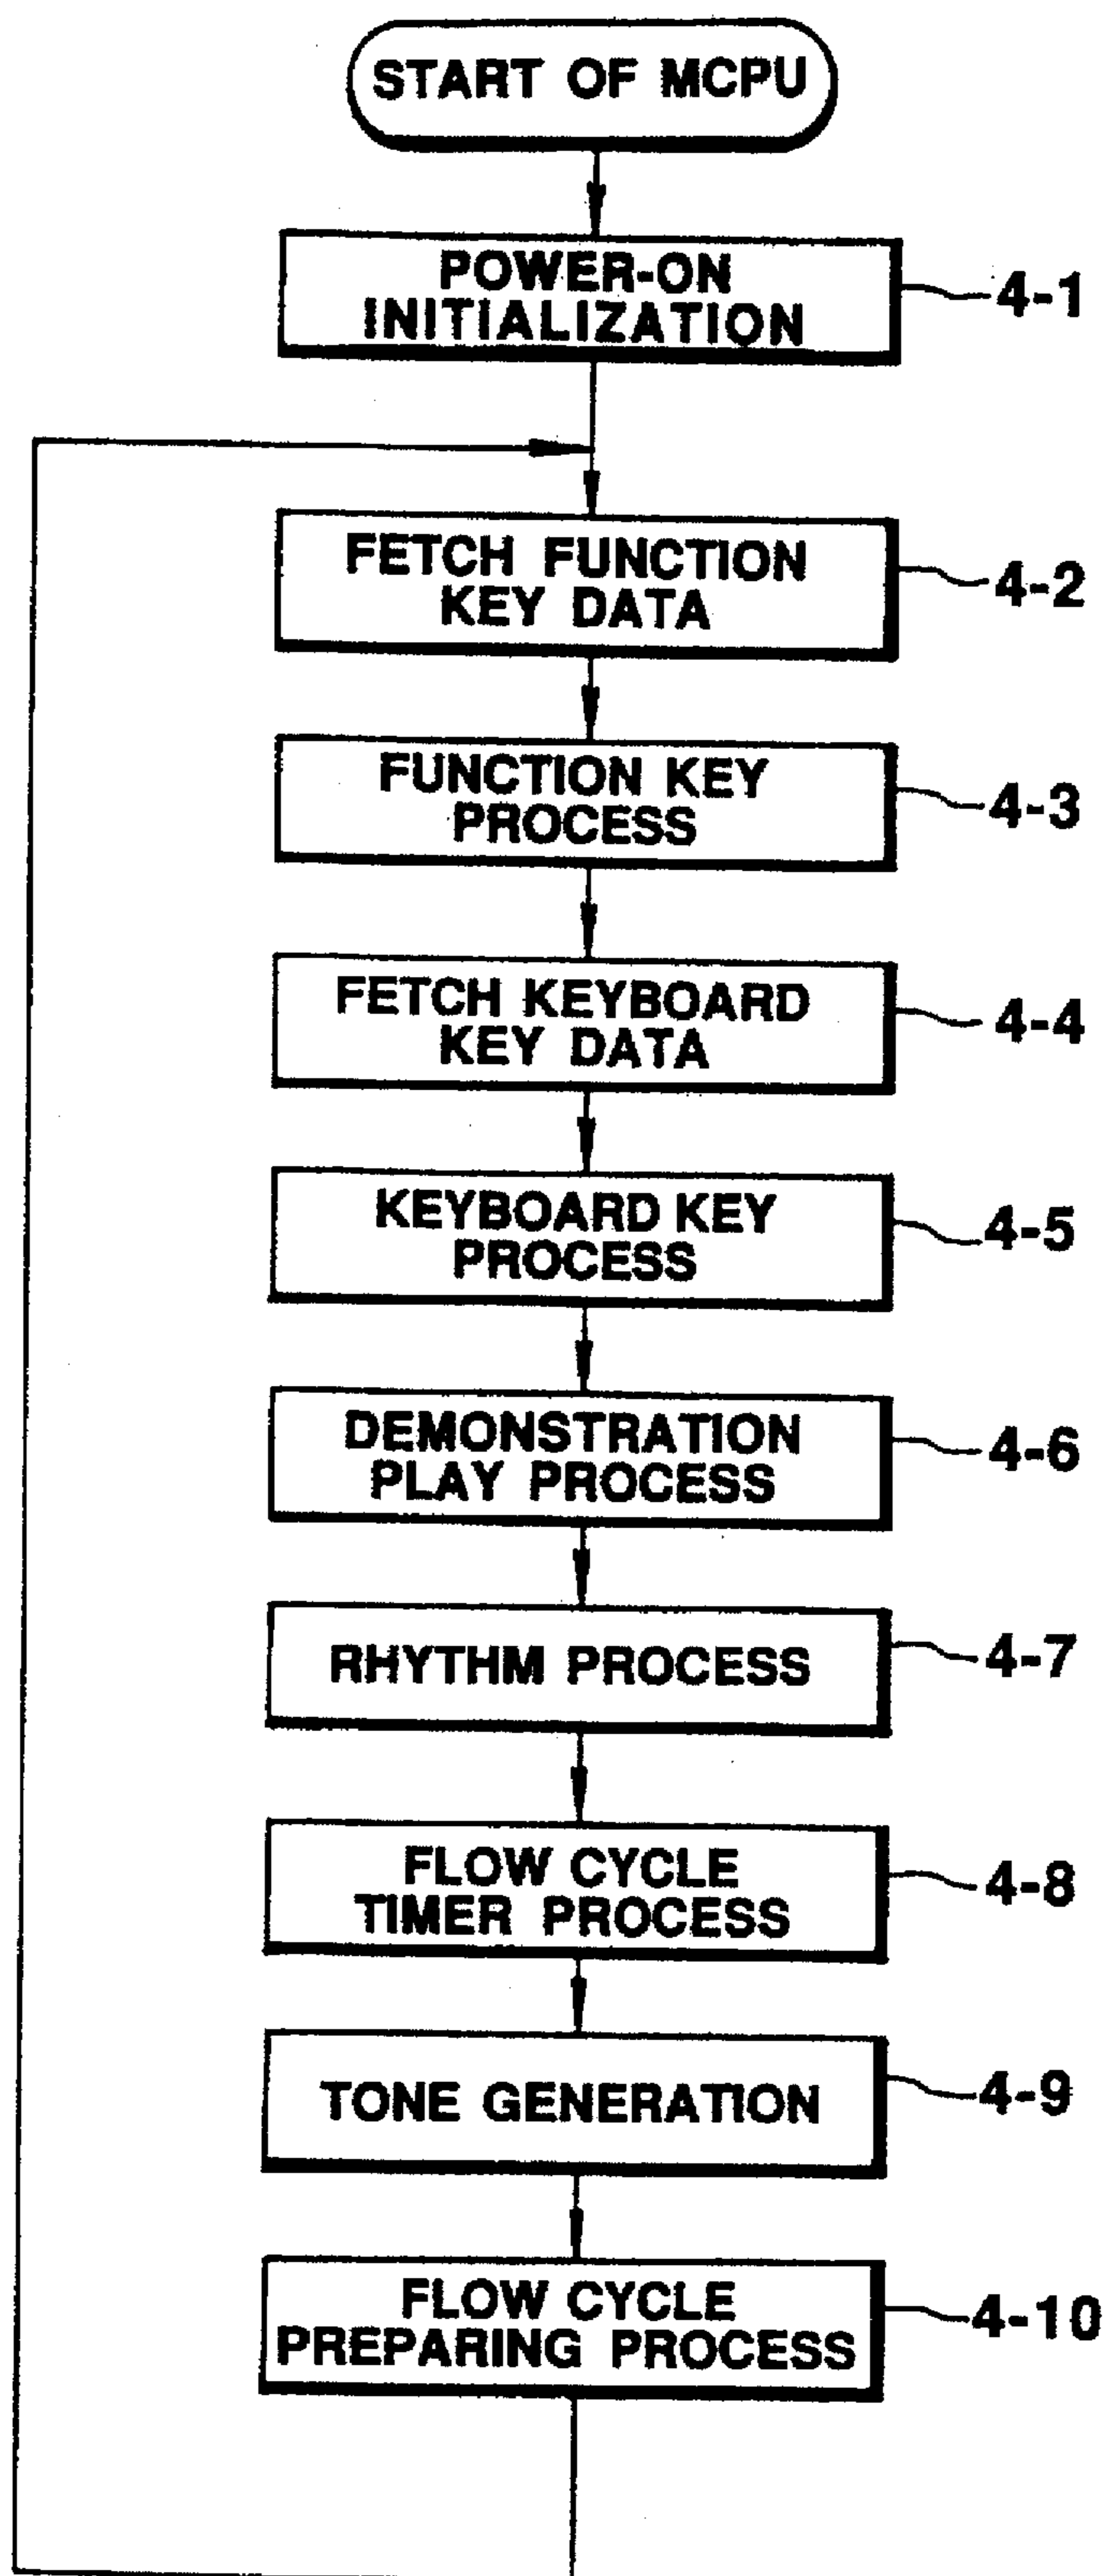 START OF MCPU
POWER-ON
INITIALIZATION
4-1
FETCH FUNCTION
KEY DATA
4-2
FUNCTION KEY
PROCESS
4-3
FETCH KEYBOARD
KEY DATA
4-4
KEYBOARD KEY
PROCESS
4-5
DEMONSTRATION
PLAY PROCESS
4-6
RHYTHM PROCESS
4-7
FLOW CYCLE
TIMER PROCESS
4-8
TONE GENERATION
4-9
FLOW CYCLE
PREPARING PROCESS
4-10